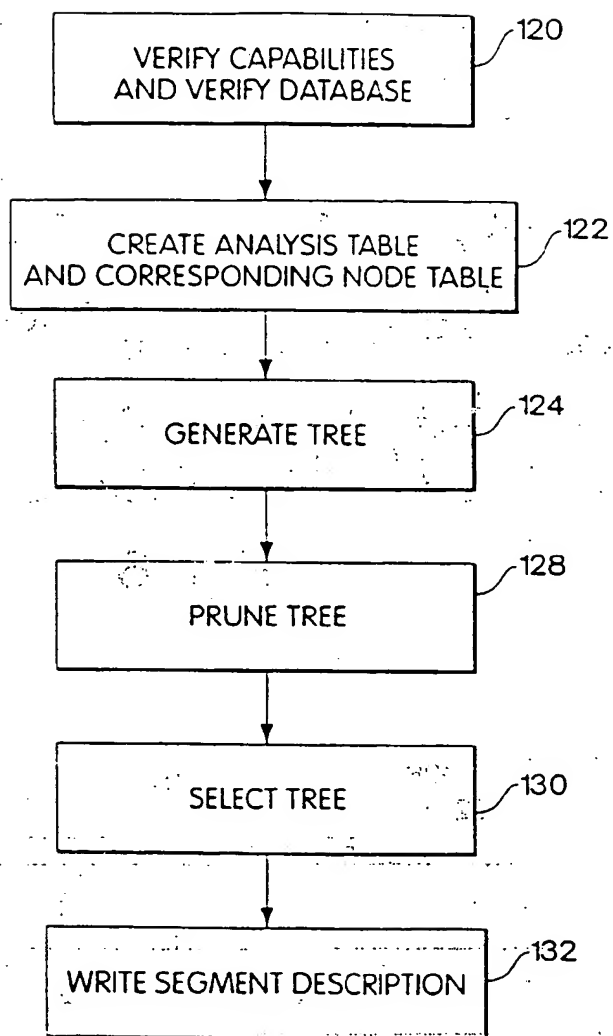 120
VERIFY CAPABILITIES
AND VERIFY DATABASE
122
CREATE ANALYSIS TABLE
AND CORRESPONDING NODE TABLE
124
GENERATE TREE
128
PRUNE TREE
130
SELECT TREE
132
WRITE SEGMENT DESCRIPTION